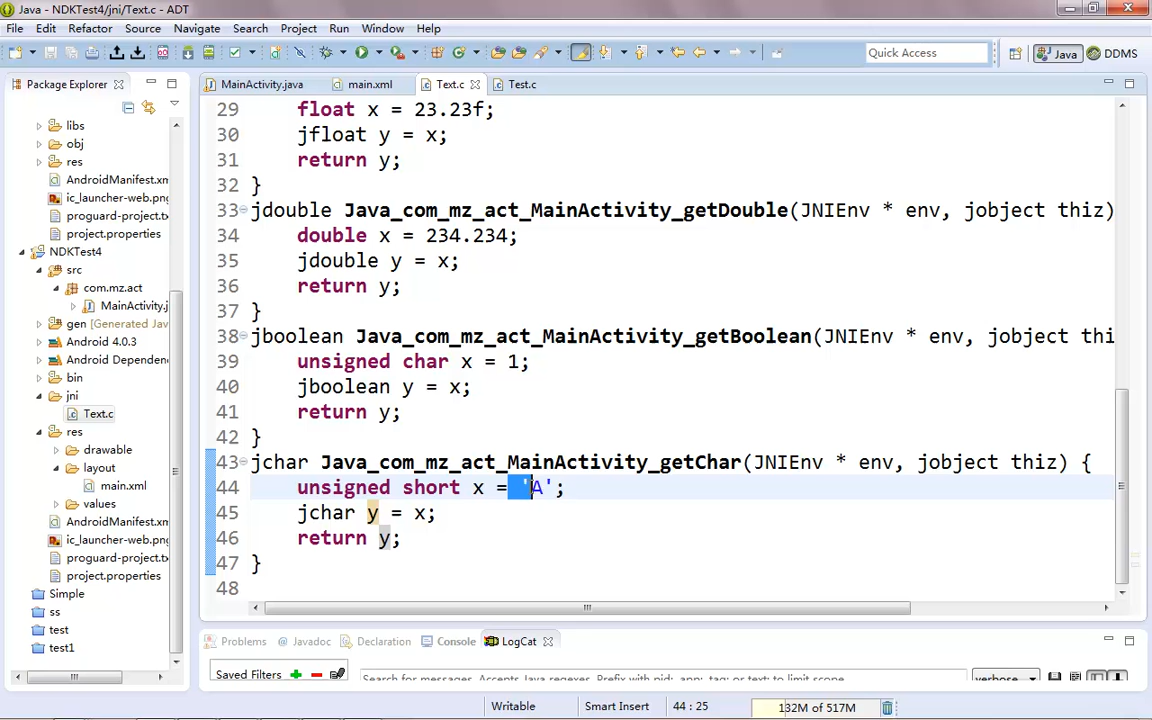 Java - NDKTest4/jni/Text.c - ADT
File Edit Refactor Source Navigate Search Project Run Window Help
Quick Access
Java
DDMS
Package Explorer
MainActivity.java
main.xml
Text.c
Test.c
libs
obj
res
AndroidManifest.xm
ic_launcher-web.png
proguard-project.tx
project.properties
NDKTest4
src
com.mz.act
MainActivity.j
gen [Generated Jav
Android 4.0.3
Android Dependenc
bin
jni
Text.c
res
drawable
layout
main.xml
values
ic_launcher-web.png
proguard-project.tx
project.properties
Simple
ss
test
test1
29 float x = 23.23f;
30 jfloat y = x;
31 return y;
32 }
33 jdouble Java_com_mz_act_MainActivity_getDouble(JNIEnv * env, jobject thiz)
34 double x = 234.234;
35 jdouble y = x;
36 return y;
37 }
38 jboolean Java_com_mz_act_MainActivity_getBoolean(JNIEnv * env, jobject thi
39 unsigned char x = 1;
40 jboolean y = x;
41 return y;
42 }
43 jchar Java_com_mz_act_MainActivity_getChar(JNIEnv * env, jobject thiz) {
44 unsigned short x = 'A';
45 jchar y = x;
46 return y;
47 }
48
Problems
Javadoc
Declaration
Console
LogCat
Saved Filters
Search for messages. Accepts Java regexes. Prefix with pid: app: tag: or text: to limit scope.
verbose
Writable
Smart Insert
44 : 25
132M of 517M